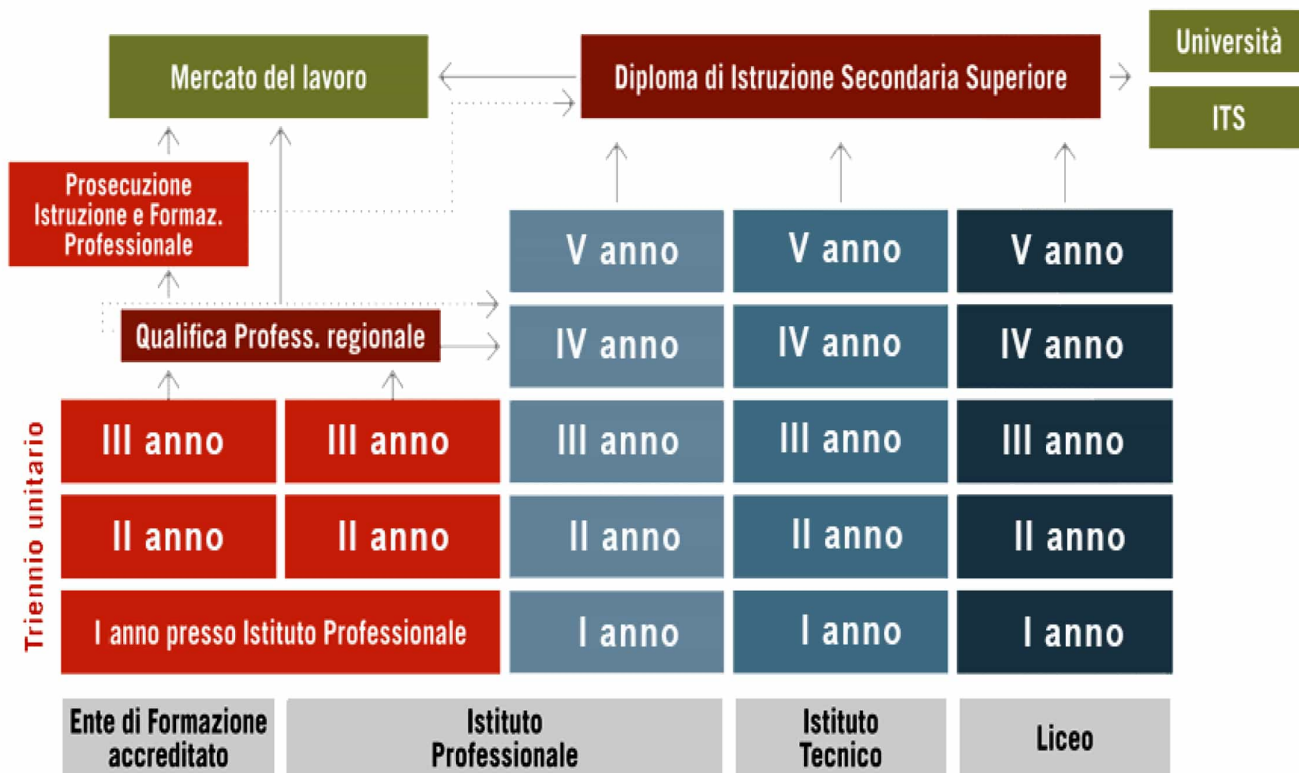 Mercato del lavoro
Diploma di Istruzione Secondaria Superiore
Università
ITS
Prosecuzione
Istruzione e Formaz.
Professionale
Qualifica Profess. regionale
V anno
V anno
V anno
IV anno
IV anno
IV anno
Triennio unitario
III anno
III anno
III anno
III anno
III anno
II anno
II anno
II anno
II anno
II anno
I anno presso Istituto Professionale
I anno
I anno
I anno
Ente di Formazione
accreditato
Istituto
Professionale
Istituto
Tecnico
Liceo